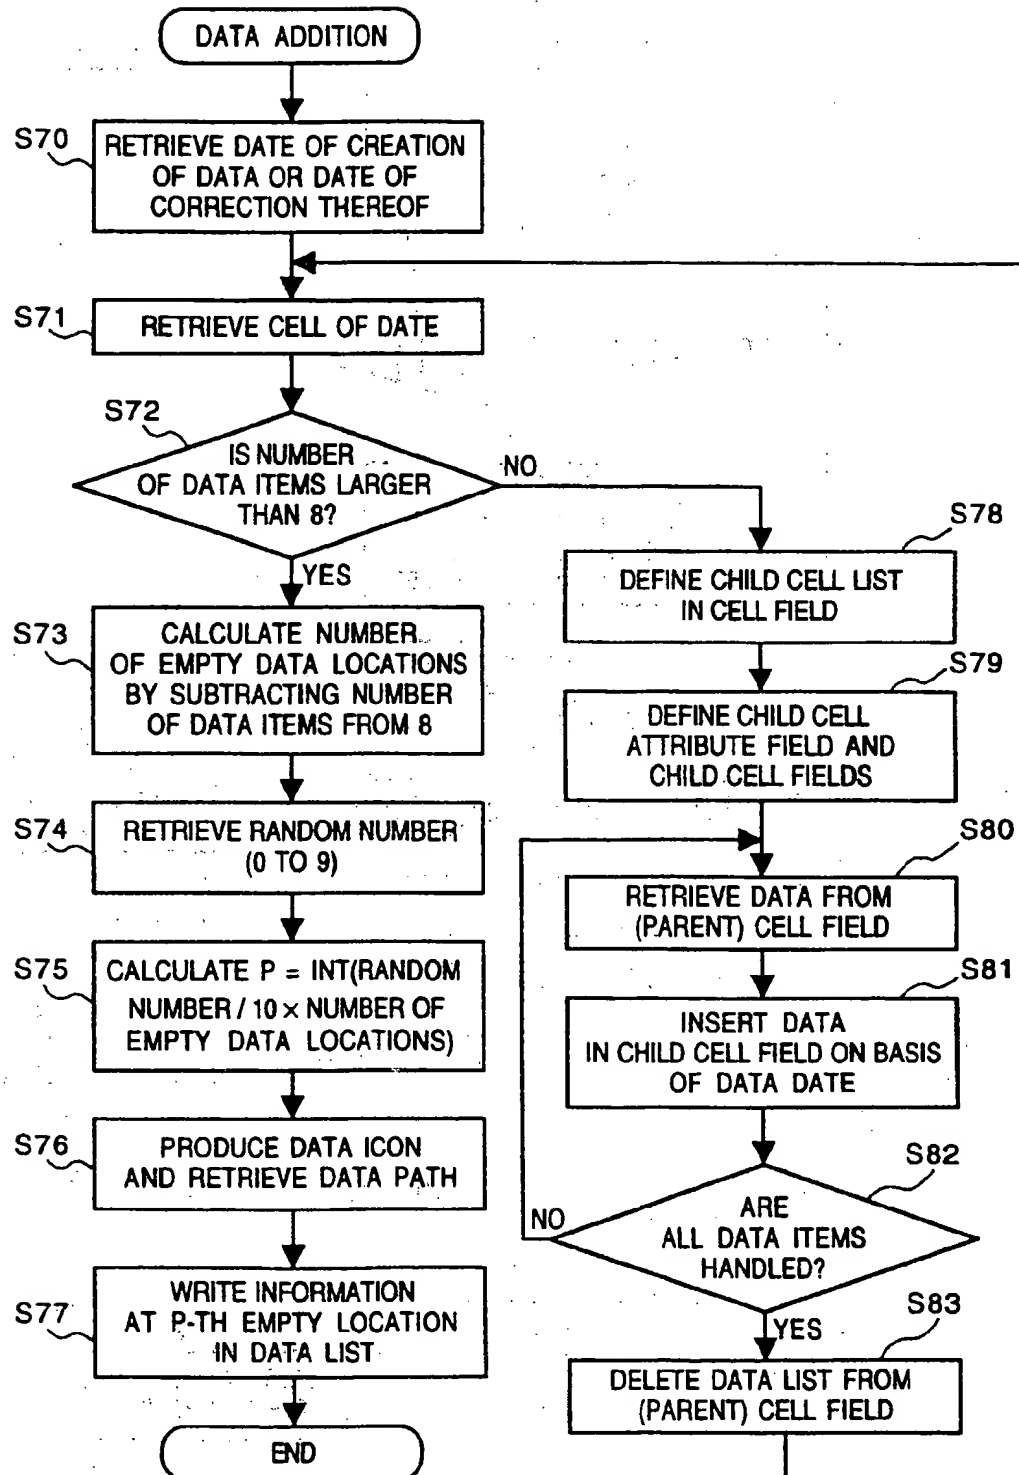 DATA ADDITION
S70
RETRIEVE DATE OF CREATION
OF DATA OR DATE OF
CORRECTION THEREOF
S71
RETRIEVE CELL OF DATE
S72
IS NUMBER
OF DATA ITEMS LARGER
THAN 8?
NO
YES
S73
CALCULATE NUMBER
OF EMPTY DATA LOCATIONS
BY SUBTRACTING NUMBER
OF DATA ITEMS FROM 8
S74
RETRIEVE RANDOM NUMBER
(0 TO 9)
S75
CALCULATE P = INT(RANDOM
NUMBER / 10 × NUMBER OF
EMPTY DATA LOCATIONS)
S76
PRODUCE DATA ICON
AND RETRIEVE DATA PATH
S77
WRITE INFORMATION
AT P-TH EMPTY LOCATION
IN DATA LIST
END
S78
DEFINE CHILD CELL LIST
IN CELL FIELD
S79
DEFINE CHILD CELL
ATTRIBUTE FIELD AND
CHILD CELL FIELDS
S80
RETRIEVE DATA FROM
(PARENT) CELL FIELD
S81
INSERT DATA
IN CHILD CELL FIELD ON BASIS
OF DATA DATE
S82
ARE
ALL DATA ITEMS
HANDLED?
NO
YES
S83
DELETE DATA LIST FROM
(PARENT) CELL FIELD